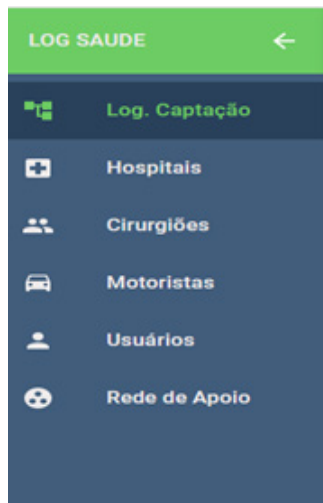 LOG SAUDE
Log. Captação
Hospitais
Cirurgiões
Motoristas
Usuários
Rede de Apoio